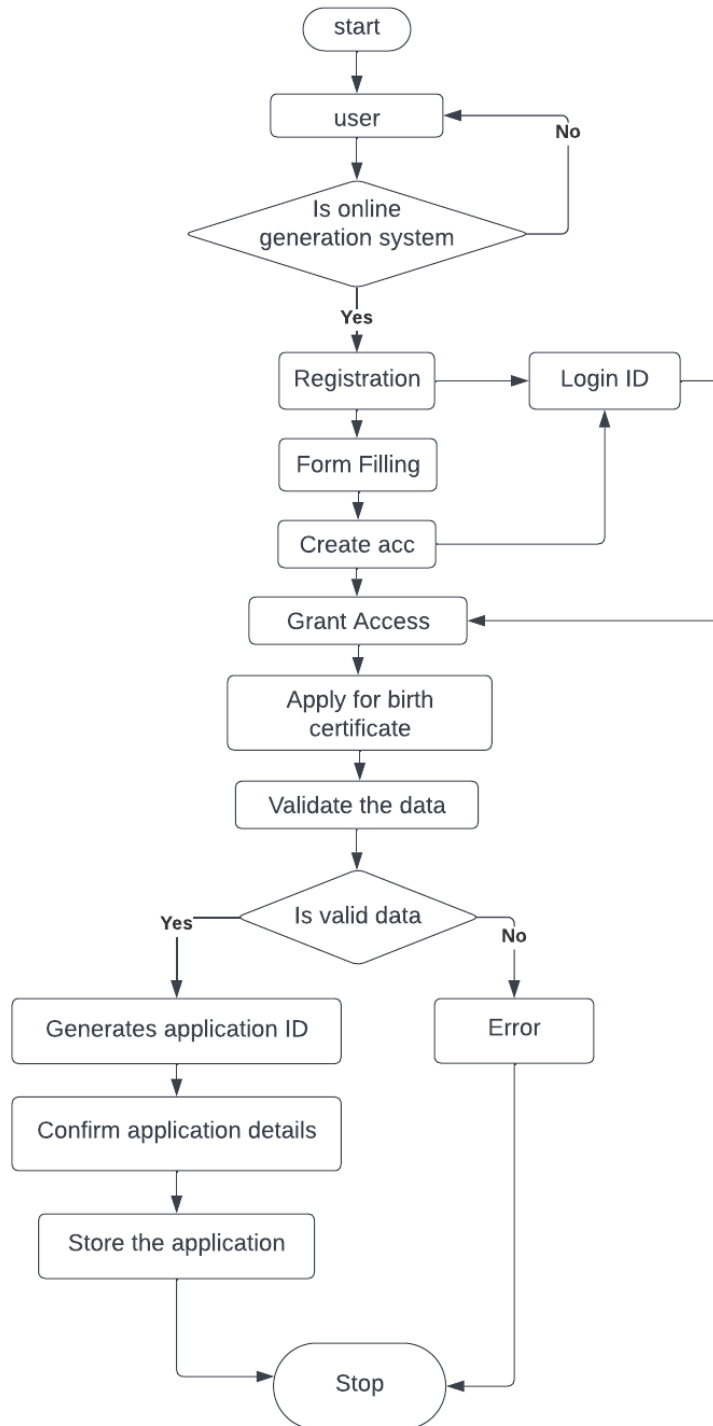 start
user
No
Is online
generation system
Yes
Registration
Login ID
Form Filling
Create acc
Grant Access
Apply for birth
certificate
Validate the data
Is valid data
Yes
No
Generates application ID
Error
Confirm application details
Store the application
Stop